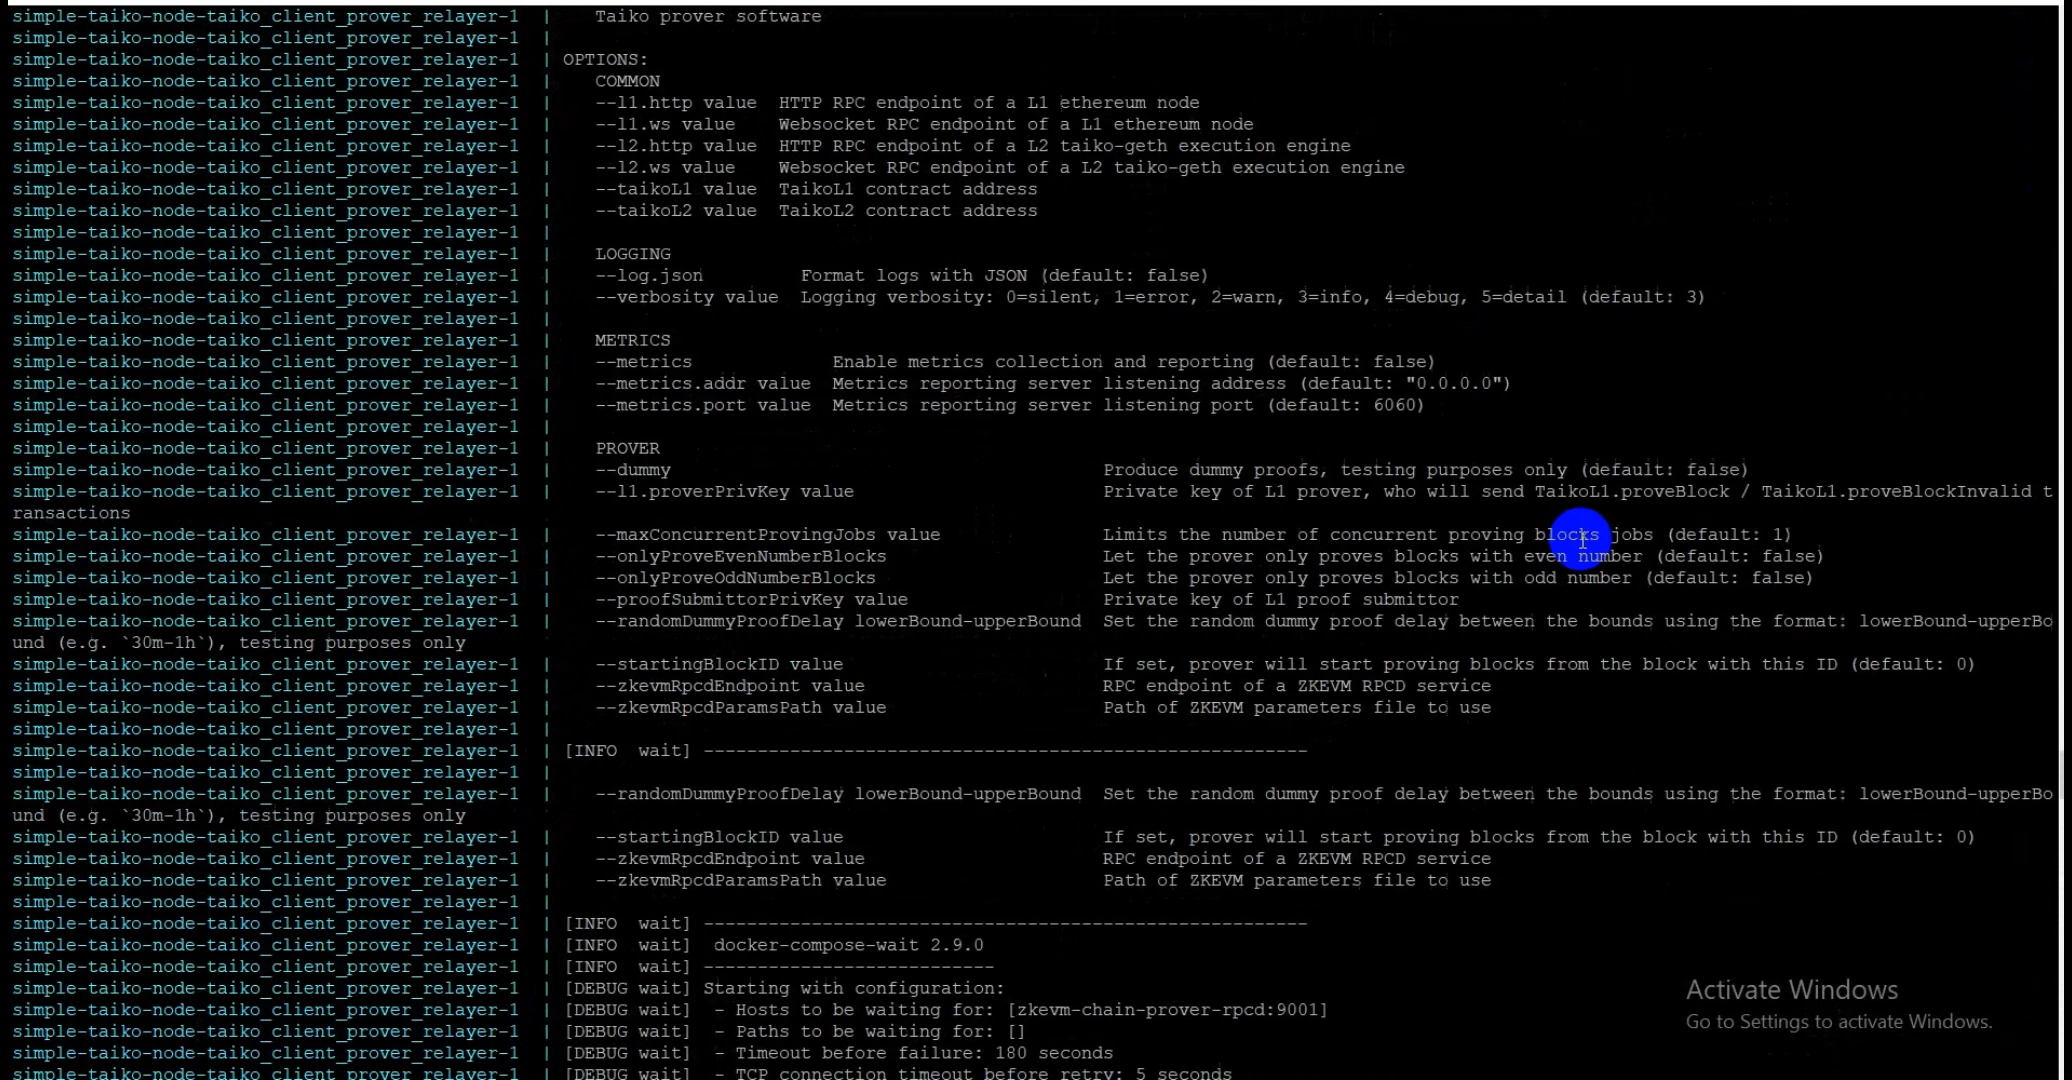 simple-taiko-node-taiko_client_prover_relayer-1  |    Taiko prover software
simple-taiko-node-taiko_client_prover_relayer-1  |
simple-taiko-node-taiko_client_prover_relayer-1  | OPTIONS:
simple-taiko-node-taiko_client_prover_relayer-1  |    COMMON
simple-taiko-node-taiko_client_prover_relayer-1  |    --l1.http value  HTTP RPC endpoint of a L1 ethereum node
simple-taiko-node-taiko_client_prover_relayer-1  |    --l1.ws value    Websocket RPC endpoint of a L1 ethereum node
simple-taiko-node-taiko_client_prover_relayer-1  |    --l2.http value  HTTP RPC endpoint of a L2 taiko-geth execution engine
simple-taiko-node-taiko_client_prover_relayer-1  |    --l2.ws value    Websocket RPC endpoint of a L2 taiko-geth execution engine
simple-taiko-node-taiko_client_prover_relayer-1  |    --taikoL1 value  TaikoL1 contract address
simple-taiko-node-taiko_client_prover_relayer-1  |    --taikoL2 value  TaikoL2 contract address
simple-taiko-node-taiko_client_prover_relayer-1  |
simple-taiko-node-taiko_client_prover_relayer-1  |    LOGGING
simple-taiko-node-taiko_client_prover_relayer-1  |    --log.json         Format logs with JSON (default: false)
simple-taiko-node-taiko_client_prover_relayer-1  |    --verbosity value  Logging verbosity: 0=silent, 1=error, 2=warn, 3=info, 4=debug, 5=detail (default: 3)
simple-taiko-node-taiko_client_prover_relayer-1  |
simple-taiko-node-taiko_client_prover_relayer-1  |    METRICS
simple-taiko-node-taiko_client_prover_relayer-1  |    --metrics             Enable metrics collection and reporting (default: false)
simple-taiko-node-taiko_client_prover_relayer-1  |    --metrics.addr value  Metrics reporting server listening address (default: "0.0.0.0")
simple-taiko-node-taiko_client_prover_relayer-1  |    --metrics.port value  Metrics reporting server listening port (default: 6060)
simple-taiko-node-taiko_client_prover_relayer-1  |
simple-taiko-node-taiko_client_prover_relayer-1  |    PROVER
simple-taiko-node-taiko_client_prover_relayer-1  |    --dummy                                        Produce dummy proofs, testing purposes only (default: false)
simple-taiko-node-taiko_client_prover_relayer-1  |    --l1.proverPrivKey value                       Private key of L1 prover, who will send TaikoL1.proveBlock / TaikoL1.proveBlockInvalid t
ransactions
simple-taiko-node-taiko_client_prover_relayer-1  |    --maxConcurrentProvingJobs value               Limits the number of concurrent proving blocks jobs (default: 1)
simple-taiko-node-taiko_client_prover_relayer-1  |    --onlyProveEvenNumberBlocks                    Let the prover only proves blocks with even number (default: false)
simple-taiko-node-taiko_client_prover_relayer-1  |    --onlyProveOddNumberBlocks                     Let the prover only proves blocks with odd number (default: false)
simple-taiko-node-taiko_client_prover_relayer-1  |    --proofSubmittorPrivKey value                  Private key of L1 proof submittor
simple-taiko-node-taiko_client_prover_relayer-1  |    --randomDummyProofDelay lowerBound-upperBound  Set the random dummy proof delay between the bounds using the format: lowerBound-upperBo
und (e.g. `30m-1h`), testing purposes only
simple-taiko-node-taiko_client_prover_relayer-1  |    --startingBlockID value                        If set, prover will start proving blocks from the block with this ID (default: 0)
simple-taiko-node-taiko_client_prover_relayer-1  |    --zkevmRpcdEndpoint value                      RPC endpoint of a ZKEVM RPCD service
simple-taiko-node-taiko_client_prover_relayer-1  |    --zkevmRpcdParamsPath value                    Path of ZKEVM parameters file to use
simple-taiko-node-taiko_client_prover_relayer-1  |
simple-taiko-node-taiko_client_prover_relayer-1  | [INFO  wait] --------------------------------------------------------
simple-taiko-node-taiko_client_prover_relayer-1  |
simple-taiko-node-taiko_client_prover_relayer-1  |    --randomDummyProofDelay lowerBound-upperBound  Set the random dummy proof delay between the bounds using the format: lowerBound-upperBo
und (e.g. `30m-1h`), testing purposes only
simple-taiko-node-taiko_client_prover_relayer-1  |    --startingBlockID value                        If set, prover will start proving blocks from the block with this ID (default: 0)
simple-taiko-node-taiko_client_prover_relayer-1  |    --zkevmRpcdEndpoint value                      RPC endpoint of a ZKEVM RPCD service
simple-taiko-node-taiko_client_prover_relayer-1  |    --zkevmRpcdParamsPath value                    Path of ZKEVM parameters file to use
simple-taiko-node-taiko_client_prover_relayer-1  |
simple-taiko-node-taiko_client_prover_relayer-1  | [INFO  wait] --------------------------------------------------------
simple-taiko-node-taiko_client_prover_relayer-1  | [INFO  wait]  docker-compose-wait 2.9.0
simple-taiko-node-taiko_client_prover_relayer-1  | [INFO  wait] ---------------------------
simple-taiko-node-taiko_client_prover_relayer-1  | [DEBUG wait] Starting with configuration:
simple-taiko-node-taiko_client_prover_relayer-1  | [DEBUG wait]  - Hosts to be waiting for: [zkevm-chain-prover-rpcd:9001]
simple-taiko-node-taiko_client_prover_relayer-1  | [DEBUG wait]  - Paths to be waiting for: []
simple-taiko-node-taiko_client_prover_relayer-1  | [DEBUG wait]  - Timeout before failure: 180 seconds
simple-taiko-node-taiko_client_prover_relayer-1  | [DEBUG wait]  - TCP connection timeout before retry: 5 seconds
Activate Windows
Go to Settings to activate Windows.